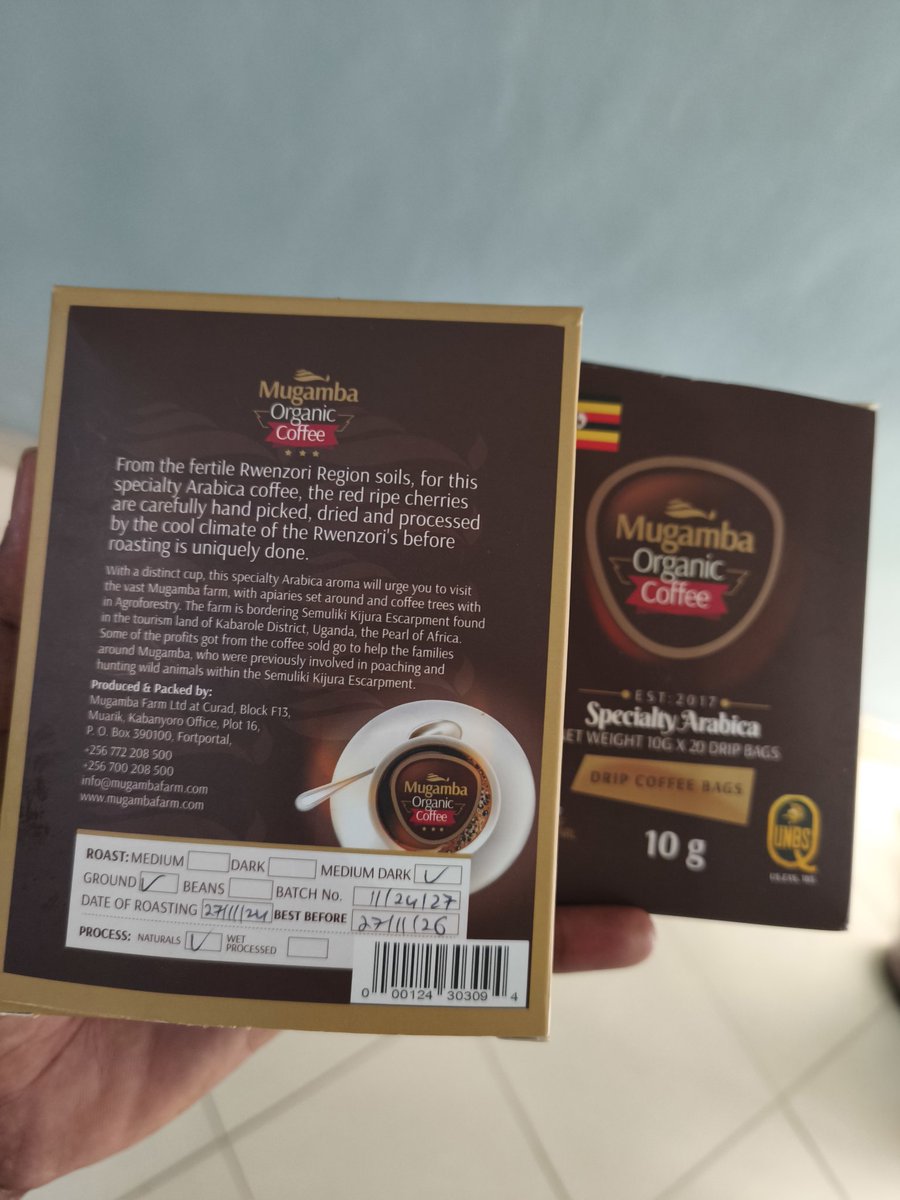 Mugamba
Organic
Coffee
From the fertile Rwenzori Region soils, for this
specialty Arabica coffee, the red ripe cherries
are carefully hand picked, dried and processed
by the cool climate of the Rwenzori's before
roasting is uniquely done.
With a distinct cup, this specialty Arabica aroma will urge you to visit
the vast Mugamba farm, with apiaries set around and coffee trees with
in Agroforestry. The farm is bordering Semuliki Kijura Escarpment found
in the tourism land of Kabarole District, Uganda, the Pearl of Africa.
Some of the profits got from the coffee sold go to help the families
around Mugamba, who were previously involved in poaching and
hunting wild animals within the Semuliki Kijura Escarpment.
Produced & Packed by:
Mugamba Farm Ltd at Curad, Block F13,
Muarik, Kabanyoro Office, Plot 16,
P. O. Box 390100, Fortportal,
+256 772 208 500
+256 700 208 500
info@mugambafarm.com
www.mugambafarm.com
Mugamba
Organic
Coffee
ROAST: MEDIUM DARK MEDIUM DARK ✓
GROUND ✓ BEANS BATCH No. 11/24/27
DATE OF ROASTING 27/11/24 BEST BEFORE 27/11/26
PROCESS: NATURALS ✓ WET PROCESSED
0 00124 30309 4
Mugamba
Organic
Coffee
EST: 2017
Specialty Arabica
ET WEIGHT 10G X 20 DRIP BAGS
DRIP COFFEE BAGS
10 g
UNBS